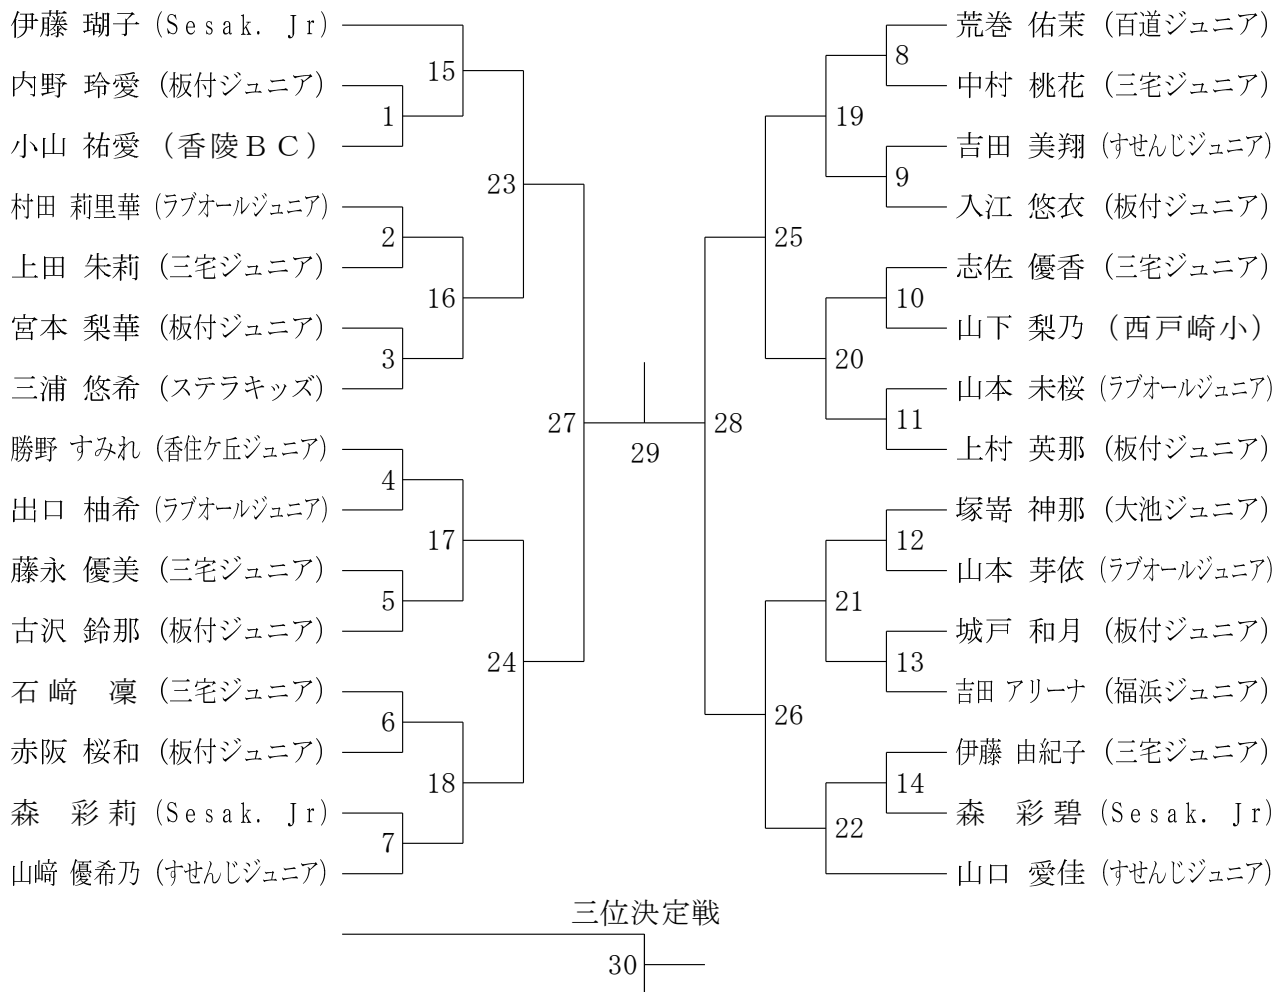 伊藤 瑚子 (Sesak. Jr)
内野 玲愛 (板付ジュニア)
小山 祐愛 (香陵ＢＣ)
村田 莉里華 (ラブオールジュニア)
上田 朱莉 (三宅ジュニア)
宮本 梨華 (板付ジュニア)
三浦 悠希 (ステラキッズ)
勝野 すみれ (香住ケ丘ジュニア)
出口 柚希 (ラブオールジュニア)
藤永 優美 (三宅ジュニア)
古沢 鈴那 (板付ジュニア)
石﨑 凜 (三宅ジュニア)
赤阪 桜和 (板付ジュニア)
森 彩莉 (Sesak. Jr)
山﨑 優希乃 (すせんじジュニア)
1
2
3
4
5
6
7
15
16
17
18
23
24
27
29
28
25
26
19
20
21
22
8
9
10
11
12
13
14
荒巻 佑茉 (百道ジュニア)
中村 桃花 (三宅ジュニア)
吉田 美翔 (すせんじジュニア)
入江 悠衣 (板付ジュニア)
志佐 優香 (三宅ジュニア)
山下 梨乃 (西戸崎小)
山本 未桜 (ラブオールジュニア)
上村 英那 (板付ジュニア)
塚嵜 神那 (大池ジュニア)
山本 芽依 (ラブオールジュニア)
城戸 和月 (板付ジュニア)
吉田 アリーナ (福浜ジュニア)
伊藤 由紀子 (三宅ジュニア)
森 彩碧 (Sesak. Jr)
山口 愛佳 (すせんじジュニア)
三位決定戦
30